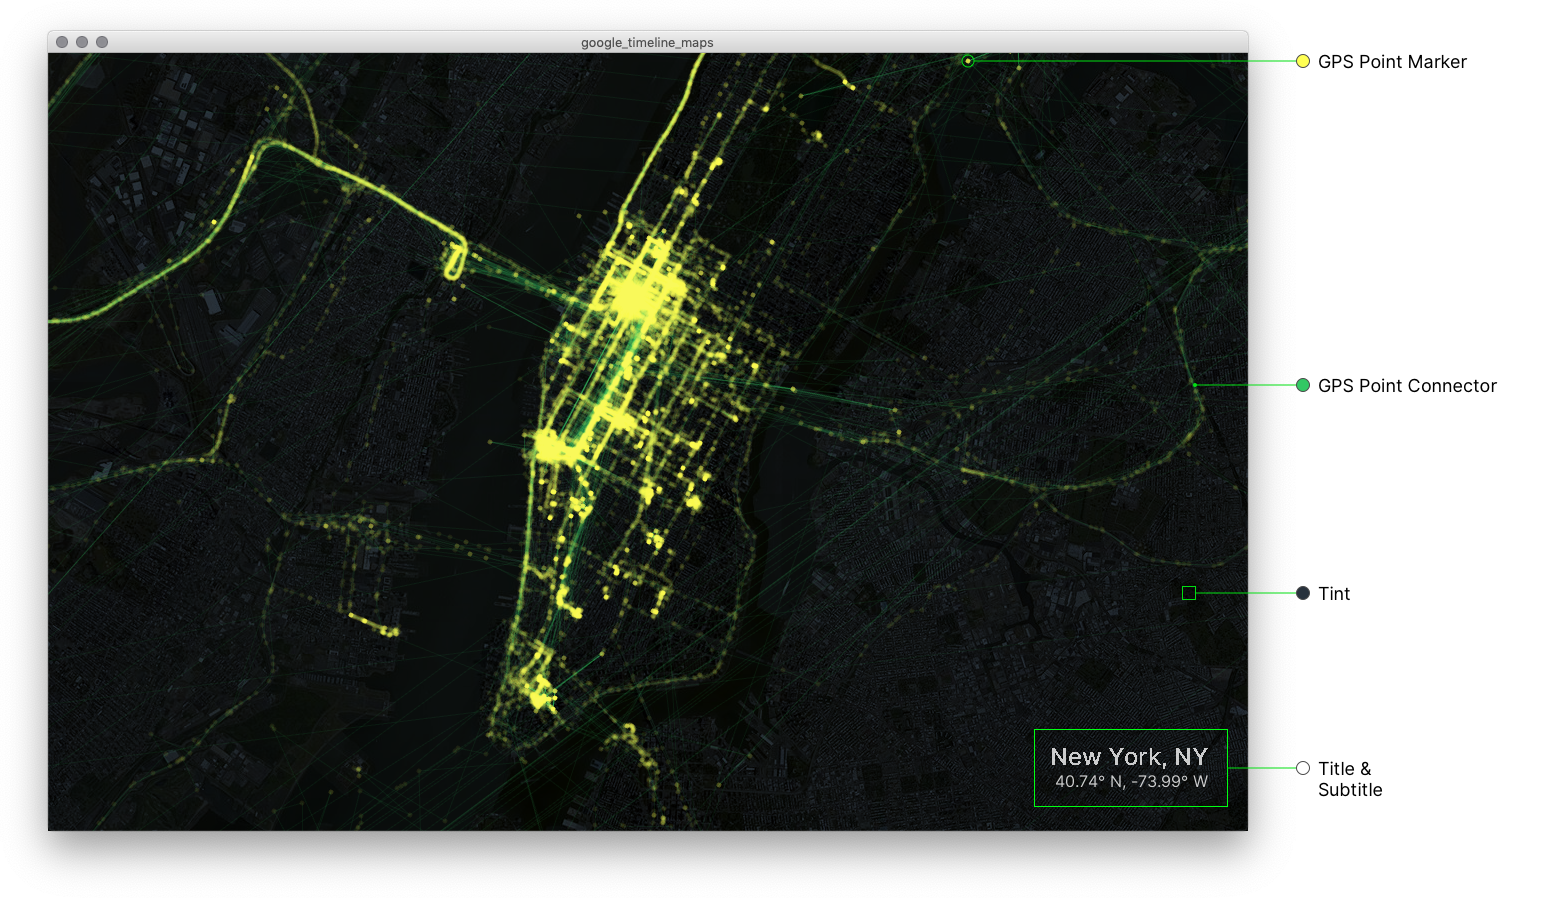 google_timeline_maps
GPS Point Marker
GPS Point Connector
Tint
New York, NY
40.74° N, -73.99° W
Title &
Subtitle